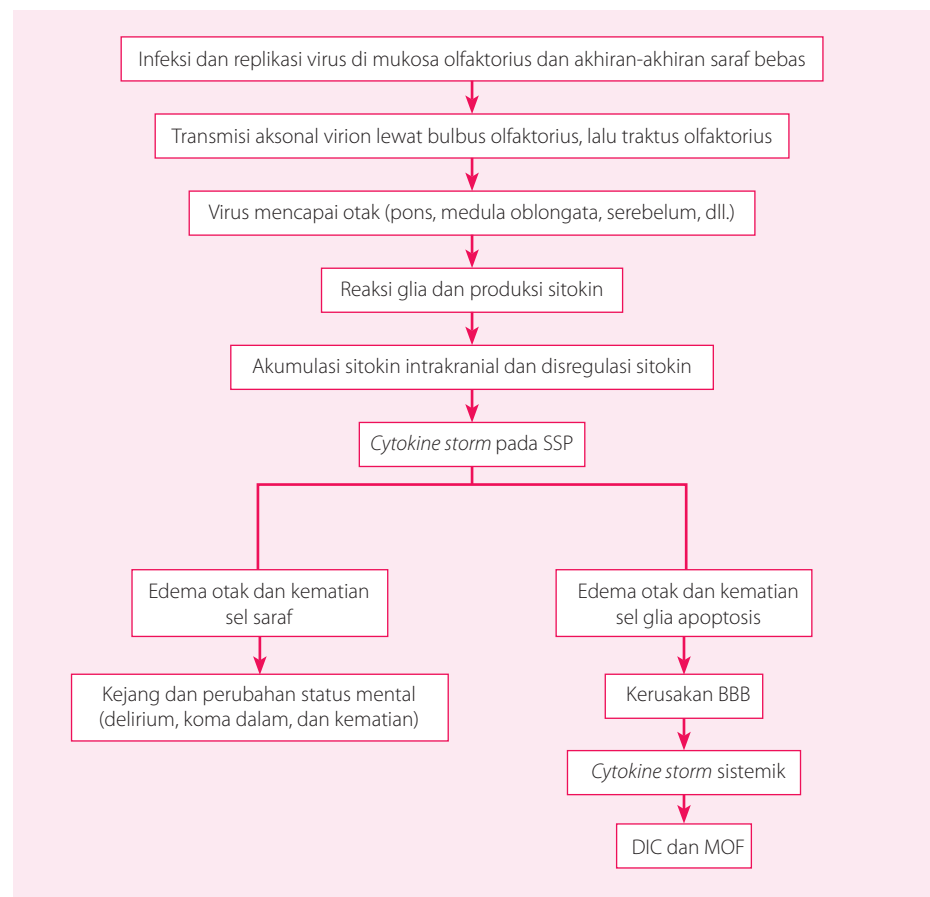 Infeksi dan replikasi virus di mukosa olfaktorius dan akhiran-akhiran saraf bebas
Transmisi aksonal virion lewat bulbus olfaktorius, lalu traktus olfaktorius
Virus mencapai otak (pons, medula oblongata, serebelum, dll.)
Reaksi glia dan produksi sitokin
Akumulasi sitokin intrakranial dan disregulasi sitokin
Cytokine storm pada SSP
Edema otak dan kematian
sel saraf
Kejang dan perubahan status mental
(delirium, koma dalam, dan kematian)
Edema otak dan kematian
sel glia apoptosis
Kerusakan BBB
Cytokine storm sistemik
DIC dan MOF